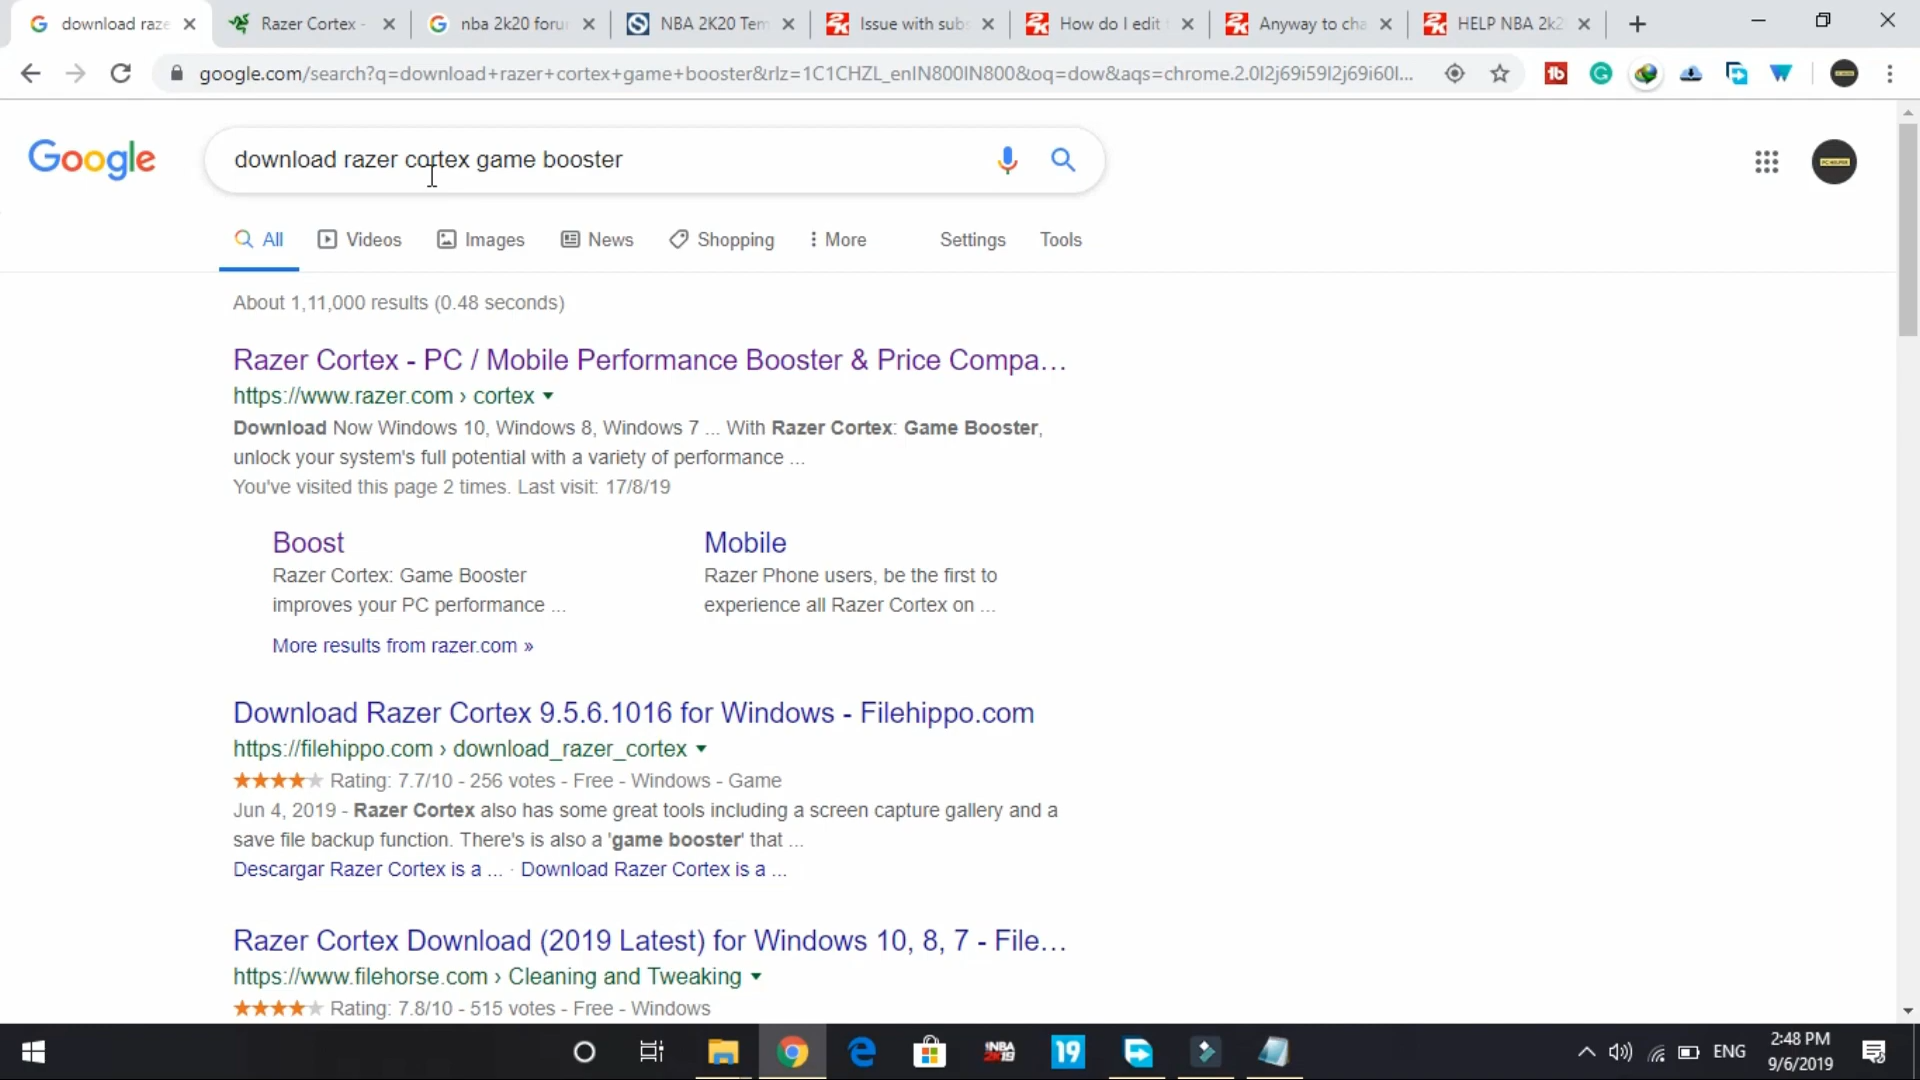 download raze
Razer Cortex -
nba 2k20 foru
NBA 2K20 Tem
Issue with subs
How do I edit
Anyway to cha
HELP NBA 2k2
google.com/search?q=download+razer+cortex+game+booster&rlz=1C1CHZL_enIN800IN800&oq=dow&aqs=chrome.2.0l2j69i59l2j69i60l...
Google
download razer cortex game booster
PC HELPER
All
Videos
Images
News
Shopping
More
Settings
Tools
About 1,11,000 results (0.48 seconds)
Razer Cortex - PC / Mobile Performance Booster & Price Compa...
https://www.razer.com › cortex
Download Now Windows 10, Windows 8, Windows 7 ... With Razer Cortex: Game Booster,
unlock your system's full potential with a variety of performance ...
You've visited this page 2 times. Last visit: 17/8/19
Boost
Razer Cortex: Game Booster
improves your PC performance ...
Mobile
Razer Phone users, be the first to
experience all Razer Cortex on ...
More results from razer.com »
Download Razer Cortex 9.5.6.1016 for Windows - Filehippo.com
https://filehippo.com › download_razer_cortex
Rating: 7.7/10 - 256 votes - Free - Windows - Game
Jun 4, 2019 - Razer Cortex also has some great tools including a screen capture gallery and a
save file backup function. There's is also a 'game booster' that ...
Descargar Razer Cortex is a ... · Download Razer Cortex is a ...
Razer Cortex Download (2019 Latest) for Windows 10, 8, 7 - File...
https://www.filehorse.com › Cleaning and Tweaking
Rating: 7.8/10 - 515 votes - Free - Windows
NBA 2K19
19
ENG
2:48 PM
9/6/2019